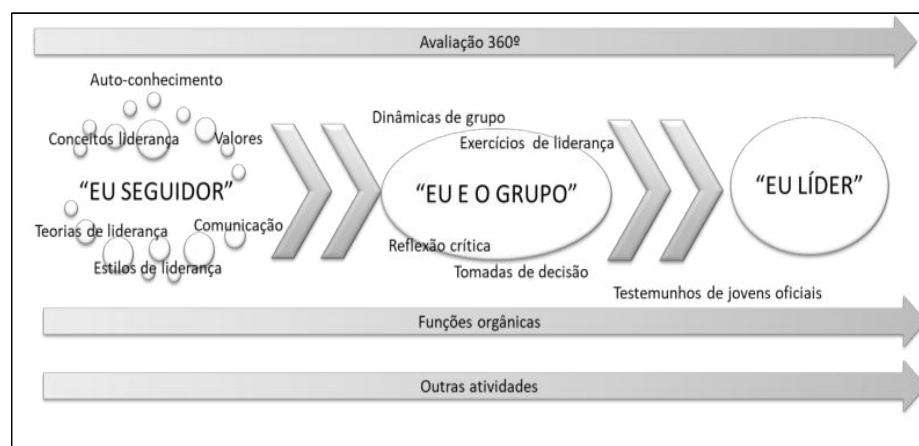 Avaliação 360º
Auto-conhecimento
Conceitos liderança
Valores
"EU SEGUIDOR"
Teorias de liderança
Comunicação
Estilos de liderança
Dinâmicas de grupo
Exercícios de liderança
"EU E O GRUPO"
Reflexão crítica
Tomadas de decisão
"EU LÍDER"
Testemunhos de jovens oficiais
Funções orgânicas
Outras atividades